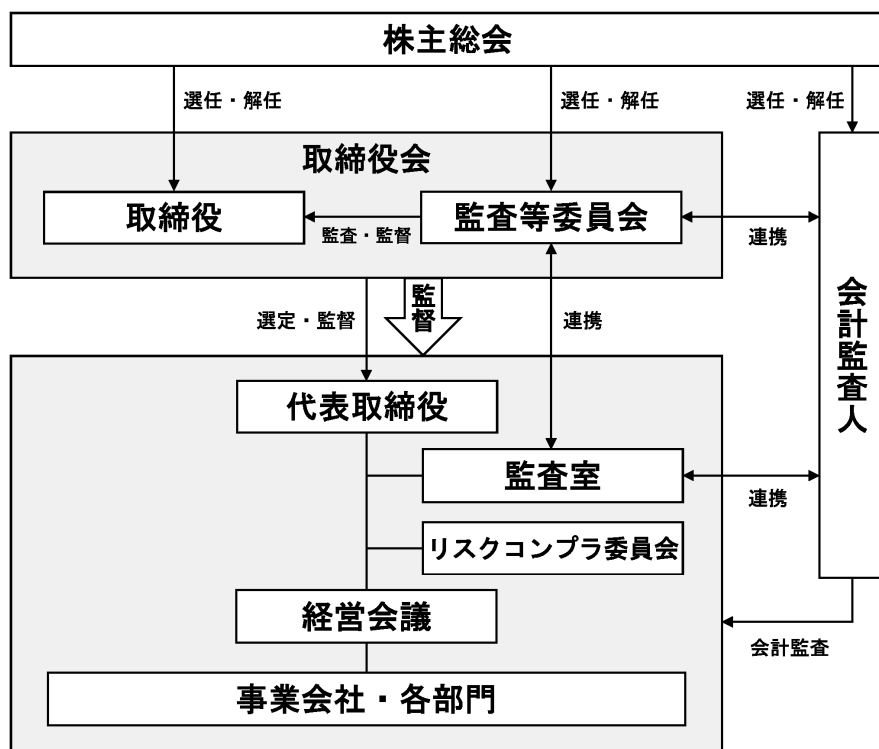 株主総会
選任・解任
選任・解任
選任・解任
取締役会
取締役
監査等委員会
監査・監督
連携
会計監査人
選定・監督
監督
連携
代表取締役
監査室
連携
リスクコンプラ委員会
経営会議
会計監査
事業会社・各部門